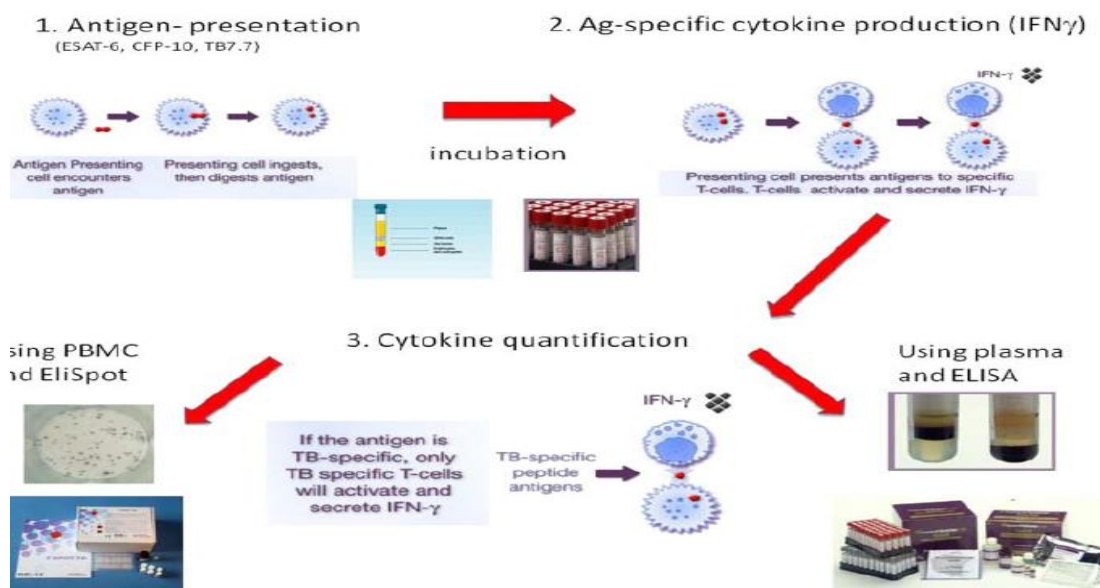 1. Antigen- presentation
(ESAT-6, CFP-10, TB7.7)
2. Ag-specific cytokine production (IFNγ)
IFN-γ
Antigen Presenting
cell encounters
antigen
Presenting cell ingests,
then digests antigen
incubation
Presenting cell presents antigens to specific
T-cells. T-cells activate and secrete IFN-γ
3. Cytokine quantification
sing PBMC
nd EliSpot
Using plasma
and ELISA
IFN-γ
If the antigen is
TB-specific, only
TB specific T-cells
will activate and
secrete IFN-γ
TB-specific
peptide
antigens